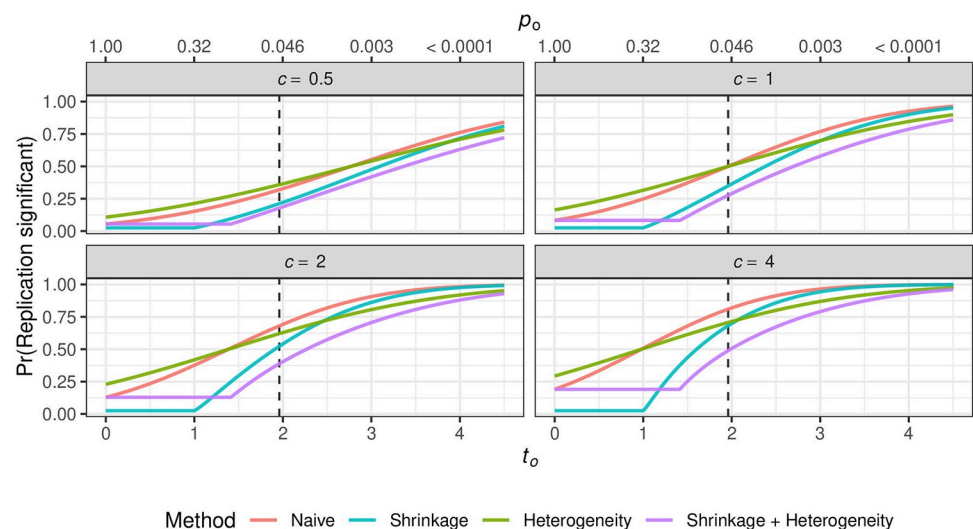 p_o
1.00 0.32 0.046 0.003 < 0.0001 1.00 0.32 0.046 0.003 < 0.0001
c = 0.5 c = 1
1.00
0.75
0.50
0.25
0.00
c = 2 c = 4
1.00
0.75
0.50
0.25
0.00
Pr(Replication significant)
0 1 2 3 4 0 1 2 3 4
t_o
Method Naive Shrinkage Heterogeneity Shrinkage + Heterogeneity